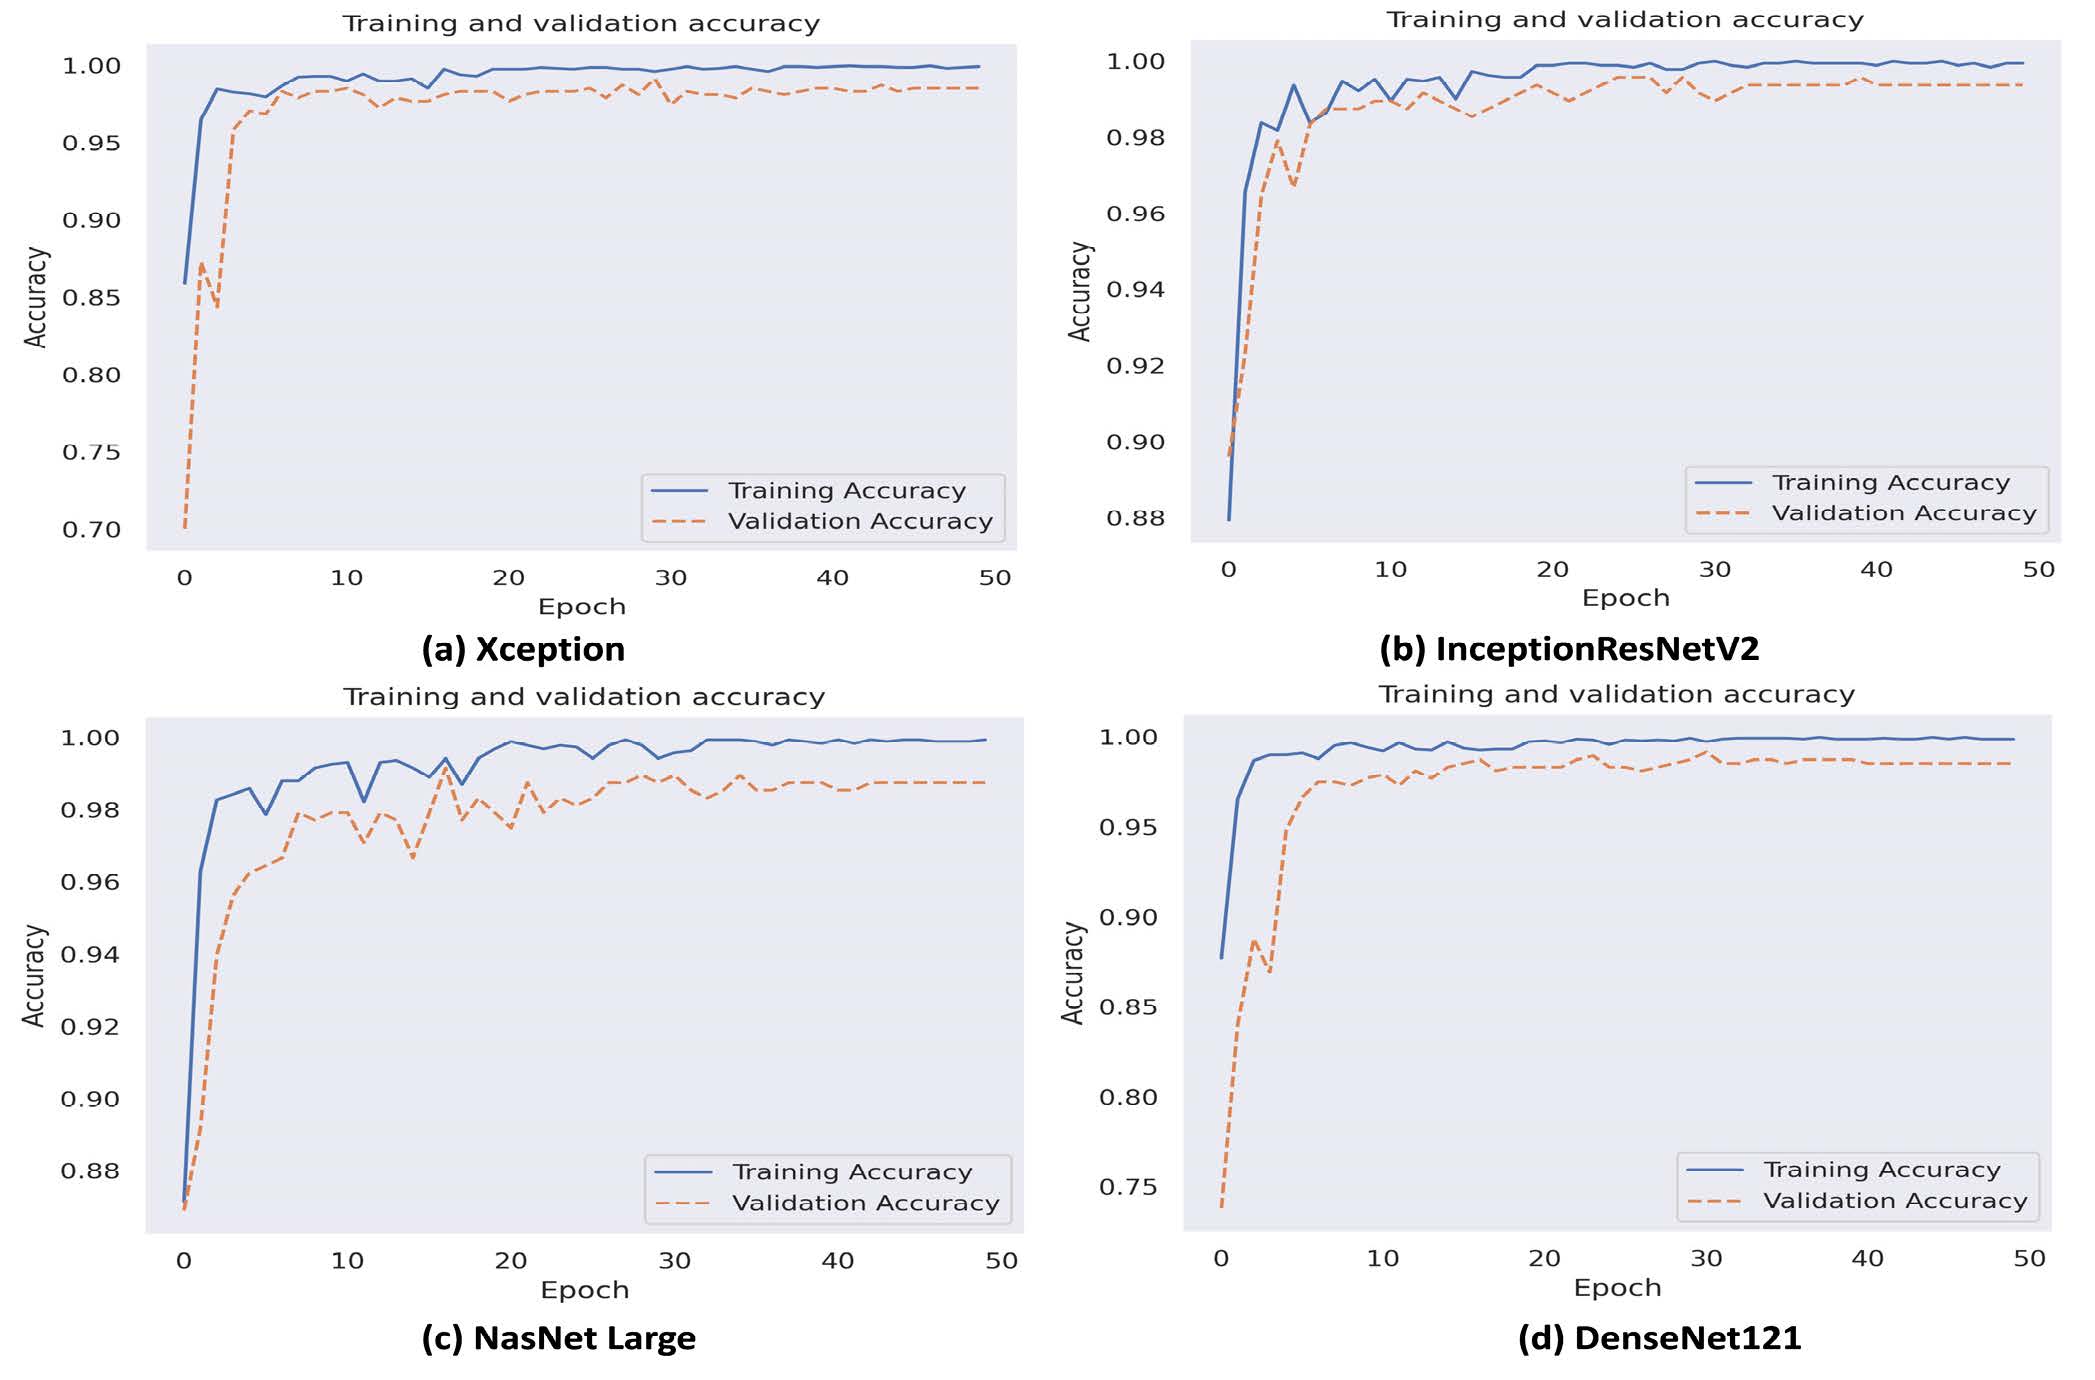 Training and validation accuracy
1.00
0.95
0.90
0.85
0.80
0.75
0.70
Accuracy
Training Accuracy
Validation Accuracy
0 10 20 30 40 50
Epoch
(a) Xception
Training and validation accuracy
1.00
0.98
0.96
0.94
0.92
0.90
0.88
Accuracy
Training Accuracy
Validation Accuracy
0 10 20 30 40 50
Epoch
(b) InceptionResNetV2
Training and validation accuracy
1.00
0.98
0.96
0.94
0.92
0.90
0.88
Accuracy
Training Accuracy
Validation Accuracy
0 10 20 30 40 50
Epoch
(c) NasNet Large
Training and validation accuracy
1.00
0.95
0.90
0.85
0.80
0.75
Accuracy
Training Accuracy
Validation Accuracy
0 10 20 30 40 50
Epoch
(d) DenseNet121